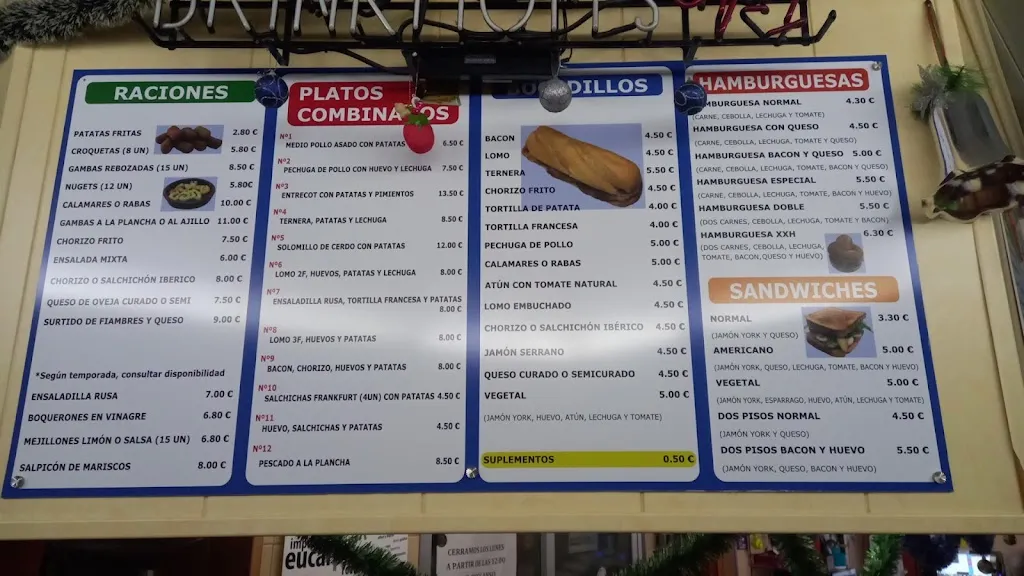 RACIONES
PATATAS FRITAS 2.80 €
CROQUETAS (8 UN) 5.80 €
GAMBAS REBOZADAS (15 UN) 8.50 €
NUGETS (12 UN) 5.80C
CALAMARES O RABAS 10.00 €
GAMBAS A LA PLANCHA O AL AJILLO 11.00 €
CHORIZO FRITO 7.50 €
ENSALADA MIXTA 6.00 €
CHORIZO O SALCHICHÓN IBERICO 8.00 €
QUESO DE OVEJA CURADO O SEMI 7.50 €
SURTIDO DE FIAMBRES Y QUESO 9.00 €
*Según temporada, consultar disponibilidad
ENSALADILLA RUSA 7.00 €
BOQUERONES EN VINAGRE 6.80 €
MEJILLONES LIMÓN O SALSA (15 UN) 6.80 €
SALPICÓN DE MARISCOS 8.00 €
PLATOS
COMBINADOS
Nº1
MEDIO POLLO ASADO CON PATATAS 6.50 €
Nº2
PECHUGA DE POLLO CON HUEVO Y LECHUGA 7.50 €
Nº3
ENTRECOT CON PATATAS Y PIMIENTOS 13.50 €
Nº4
TERNERA, PATATAS Y LECHUGA 8.50 €
Nº5
SOLOMILLO DE CERDO CON PATATAS 12.00 €
Nº6
LOMO 2F, HUEVOS, PATATAS Y LECHUGA 8.00 €
Nº7
ENSALADILLA RUSA, TORTILLA FRANCESA Y PATATAS
8.00 €
Nº8
LOMO 3F, HUEVOS Y PATATAS 8.00 €
Nº9
BACON, CHORIZO, HUEVOS Y PATATAS 8.00 €
Nº10
SALCHICHAS FRANKFURT (4UN) CON PATATAS 4.50 €
Nº11
HUEVO, SALCHICHAS Y PATATAS 4.50 €
Nº12
PESCADO A LA PLANCHA 8.50 €
BOCADILLOS
BACON 4.50 €
LOMO 4.50 €
TERNERA 5.50 €
CHORIZO FRITO 4.50 €
TORTILLA DE PATATA 4.00 €
TORTILLA FRANCESA 4.00 €
PECHUGA DE POLLO 5.00 €
CALAMARES O RABAS 5.00 €
ATÚN CON TOMATE NATURAL 4.50 €
LOMO EMBUCHADO 4.50 €
CHORIZO O SALCHICHÓN IBÉRICO 4.50 €
JAMÓN SERRANO 4.50 €
QUESO CURADO O SEMICURADO 4.50 €
VEGETAL 5.00 €
(JAMÓN YORK, HUEVO, ATÚN, LECHUGA Y TOMATE)
SUPLEMENTOS 0.50 €
HAMBURGUESAS
HAMBURGUESA NORMAL 4.30 €
(CARNE, CEBOLLA, LECHUGA Y TOMATE)
HAMBURGUESA CON QUESO 4.50 €
(CARNE, CEBOLLA, LECHUGA, TOMATE Y QUESO)
HAMBURGUESA BACON Y QUESO 5.00 €
(CARNE, CEBOLLA, LECHUGA, TOMATE, BACON Y QUESO)
HAMBURGUESA ESPECIAL 5.50 €
(CARNE, CEBOLLA, LECHUGA, TOMATE, BACON Y HUEVO)
HAMBURGUESA DOBLE 5.50 €
(DOS CARNES, CEBOLLA, LECHUGA, TOMATE Y BACON)
HAMBURGUESA XXH 6.30 €
(DOS CARNES, CEBOLLA, LECHUGA,
TOMATE, BACON,QUESO Y HUEVO)
SANDWICHES
NORMAL 3.30 €
(JAMÓN YORK Y QUESO)
AMERICANO 5.00 €
(JAMÓN YORK, QUESO, LECHUGA, TOMATE, BACON Y HUEVO)
VEGETAL 5.00 €
(JAMÓN YORK, ESPARRAGO, HUEVO, ATÚN, LECHUGA Y TOMATE)
DOS PISOS NORMAL 4.50 €
(JAMÓN YORK Y QUESO)
DOS PISOS BACON Y HUEVO 5.50 €
(JAMÓN YORK, QUESO, BACON Y HUEVO)
CERRAMOS LOS LUNES
A PARTIR DE LAS